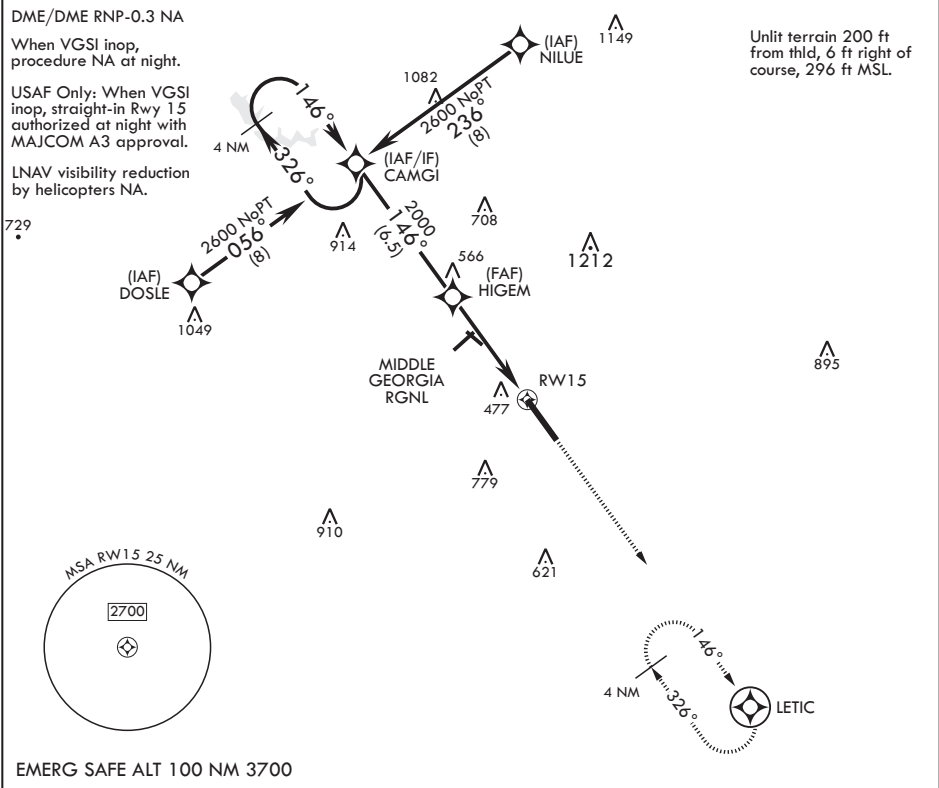 DME/DME RNP-0.3 NA
When VGSI inop,
procedure NA at night.
USAF Only: When VGSI
inop, straight-in Rwy 15
authorized at night with
MAJCOM A3 approval.
LNAV visibility reduction
by helicopters NA.
729
Unlit terrain 200 ft
from thld, 6 ft right of
course, 296 ft MSL.
1149
(IAF)
NILUE
1082
2600 NoPT
236°
(8)
146°
326°
4 NM
(IAF/IF)
CAMGI
2600 NoPT
056°
(8)
914
2000
146°
(6.5)
708
1212
(IAF)
DOSLE
1049
566
(FAF)
HIGEM
MIDDLE
GEORGIA
RGNL
895
RW15
477
779
910
621
MSA RW15 25 NM
2700
146°
326°
4 NM
LETIC
EMERG SAFE ALT 100 NM 3700